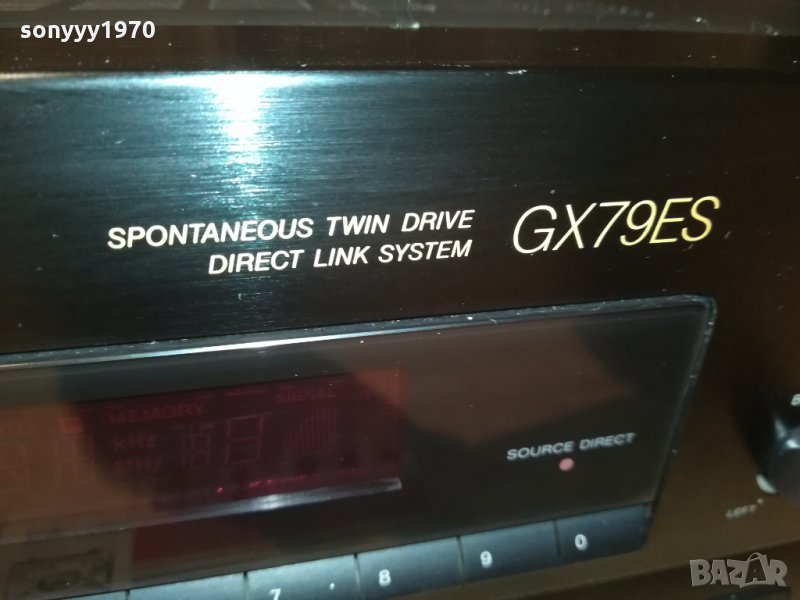 sonyyy1970
SPONTANEOUS TWIN DRIVE
DIRECT LINK SYSTEM
GX79ES
MEMORY
SIGNAL
kHz
MHz
SOURCE DIRECT
LEFT
7 8 9 0
BAZAR